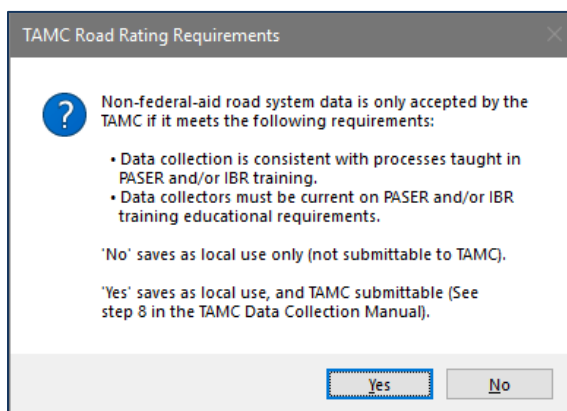 TAMC Road Rating Requirements
Non-federal-aid road system data is only accepted by the
TAMC if it meets the following requirements:
• Data collection is consistent with processes taught in
PASER and/or IBR training.
• Data collectors must be current on PASER and/or IBR
training educational requirements.
'No' saves as local use only (not submittable to TAMC).
'Yes' saves as local use, and TAMC submittable (See
step 8 in the TAMC Data Collection Manual).
Yes No